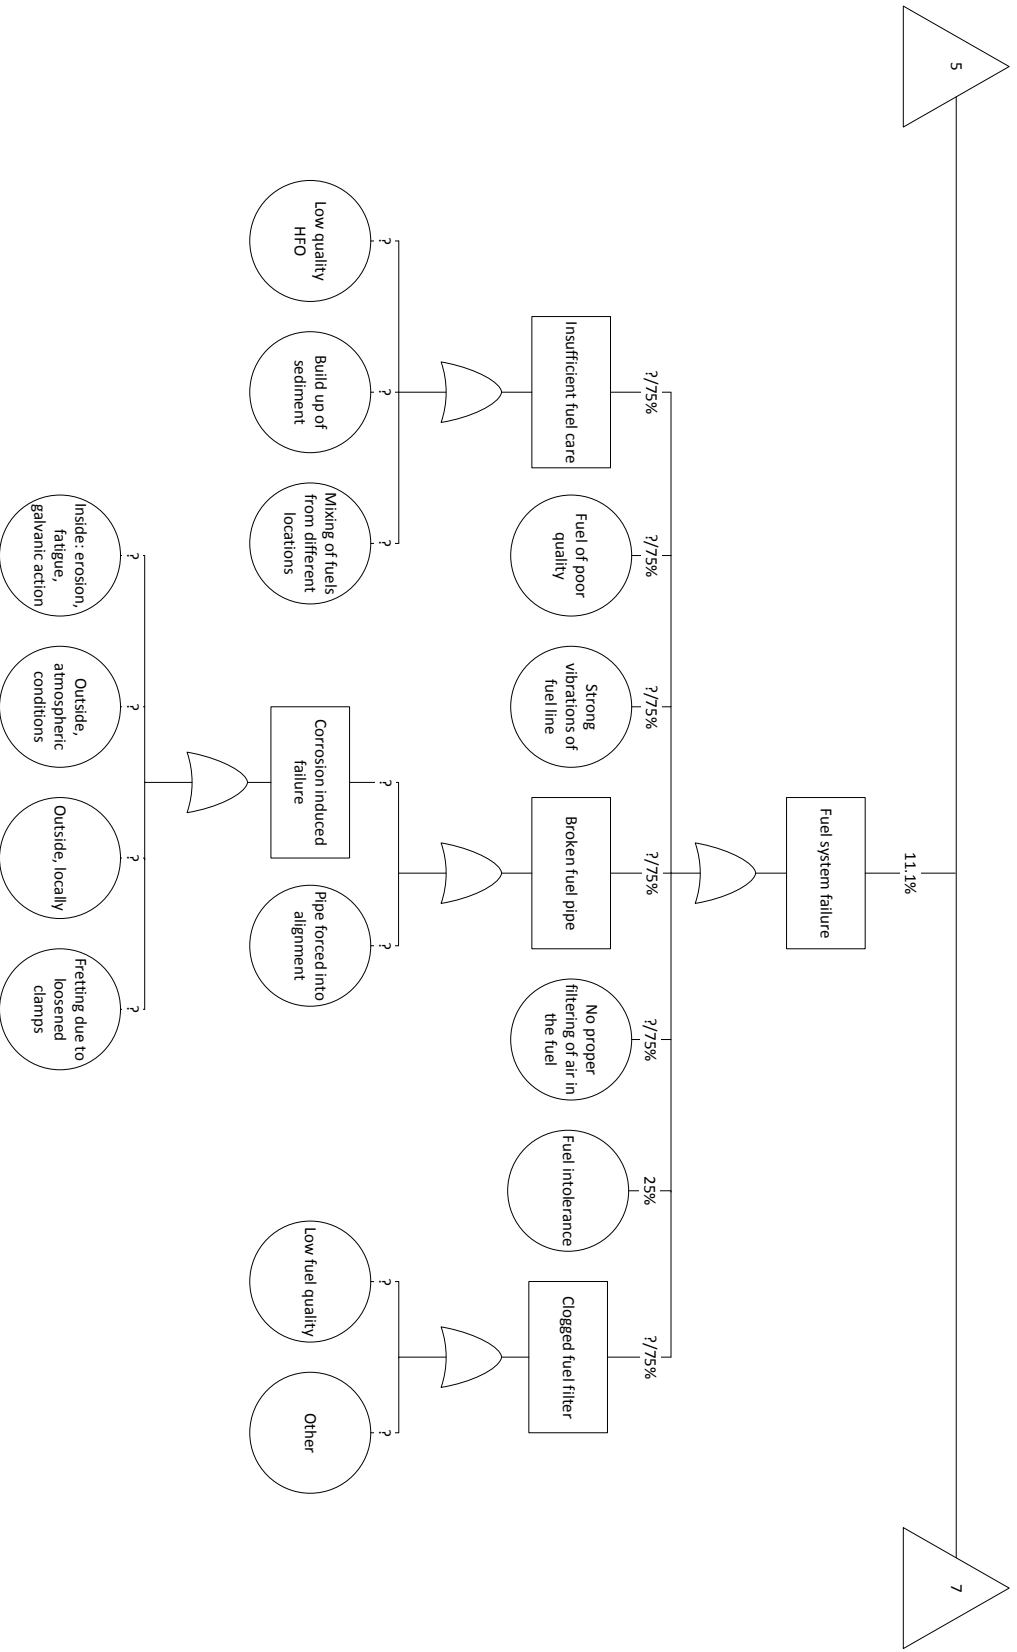 5
7
11.1%
Fuel system failure
?/75%
?/75%
?/75%
?/75%
?/75%
25%
?/75%
Insufficient fuel care
Fuel of poor
quality
Strong
vibrations of
fuel line
Broken fuel pipe
No proper
filtering of air in
the fuel
Fuel intolerance
Clogged fuel filter
?
?
?
?
?
?
?
Low quality
HFO
Build up of
sediment
Mixing of fuels
from different
locations
Corrosion induced
failure
Pipe forced into
alignment
Low fuel quality
Other
?
?
?
?
Inside: erosion,
fatigue,
galvanic action
Outside,
atmospheric
conditions
Outside, locally
Fretting due to
loosened
clamps